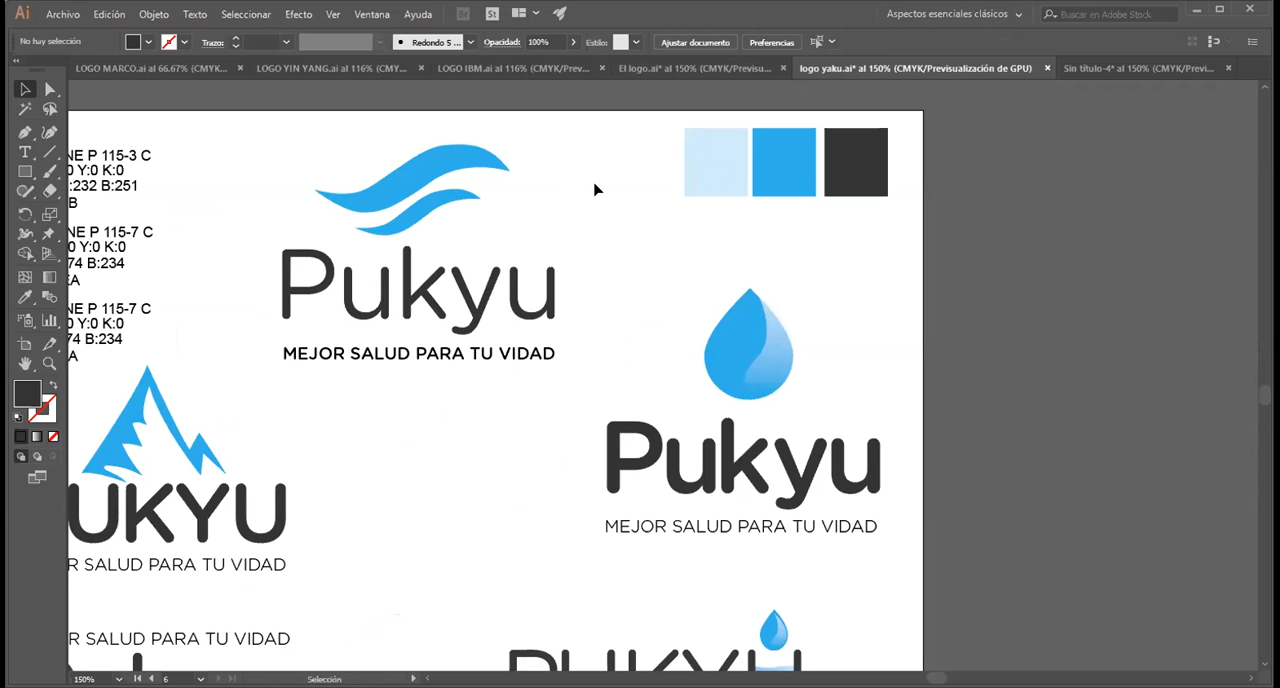 Ai Archivo Edición Objeto Texto Seleccionar Efecto Ver Ventana Ayuda Br St Aspectos esenciales clásicos Buscar en Adobe Stock
No hay selección Trazo: Redondo 5 ... Opacidad: 100% Estilo: Ajustar documento Preferencias
LOGO MARCO.ai al 66.67% (CMYK... LOGO YIN YANG.ai al 116% (CMY... LOGO IBM.ai al 116% (CMYK/Prev... El logo.ai* al 150% (CMYK/Previsu... logo yaku.ai* al 150% (CMYK/Previsualización de GPU) Sin título-4* al 150% (CMYK/Previ...
NE P 115-3 C
0 Y:0 K:0
:232 B:251
B
NE P 115-7 C
0 Y:0 K:0
74 B:234
EA
NE P 115-7 C
0 Y:0 K:0
74 B:234
A
Pukyu
MEJOR SALUD PARA TU VIDAD
Pukyu
MEJOR SALUD PARA TU VIDAD
UKYU
R SALUD PARA TU VIDAD
R SALUD PARA TU VIDAD
PUKYU
150% 6 Selección